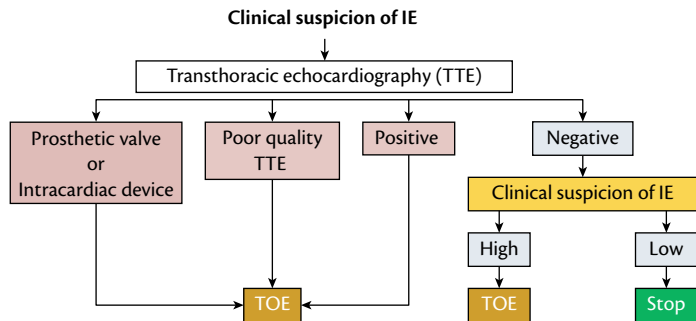 Clinical suspicion of IE
Transthoracic echocardiography (TTE)
Prosthetic valve
or
Intracardiac device
Poor quality
TTE
Positive
Negative
Clinical suspicion of IE
High
Low
TOE
TOE
Stop